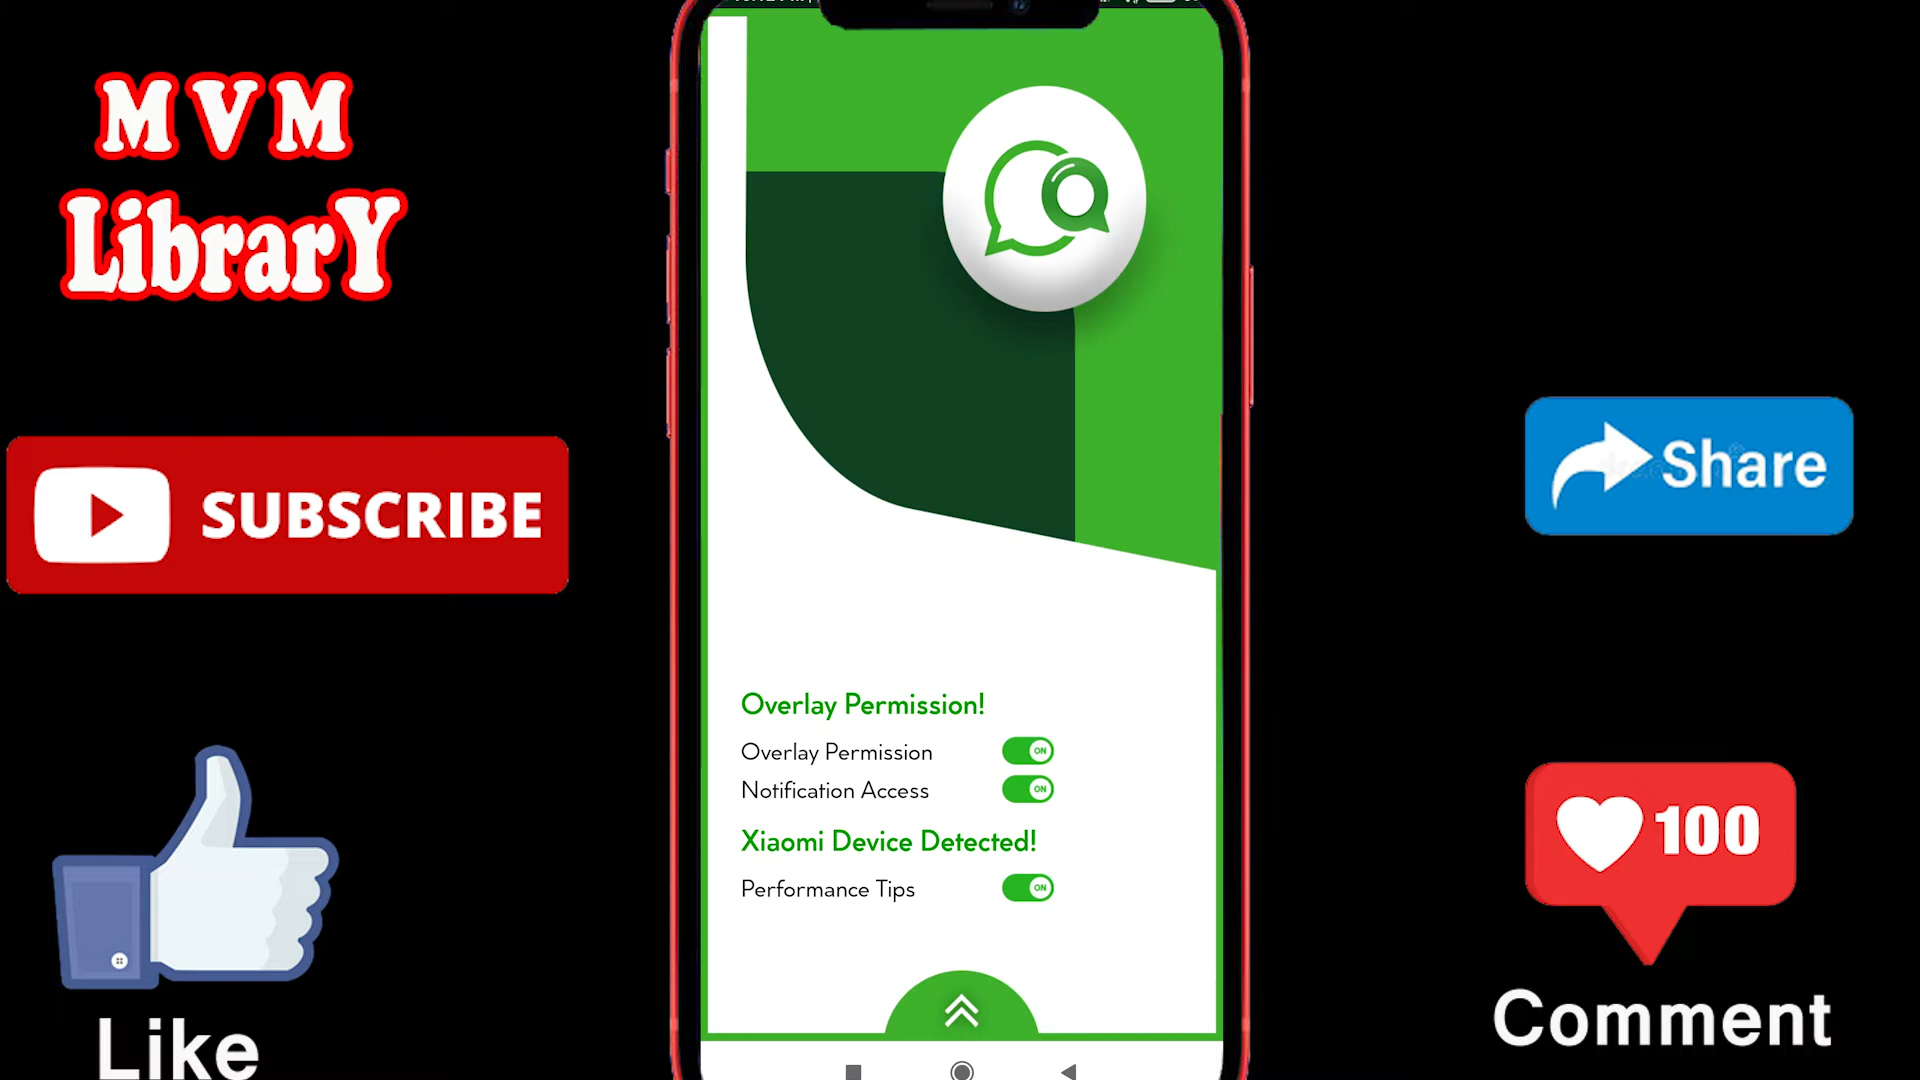 M V M
LibrarY
SUBSCRIBE
Like
Overlay Permission!
Overlay Permission ON
Notification Access ON
Xiaomi Device Detected!
Performance Tips ON
Share
100
Comment